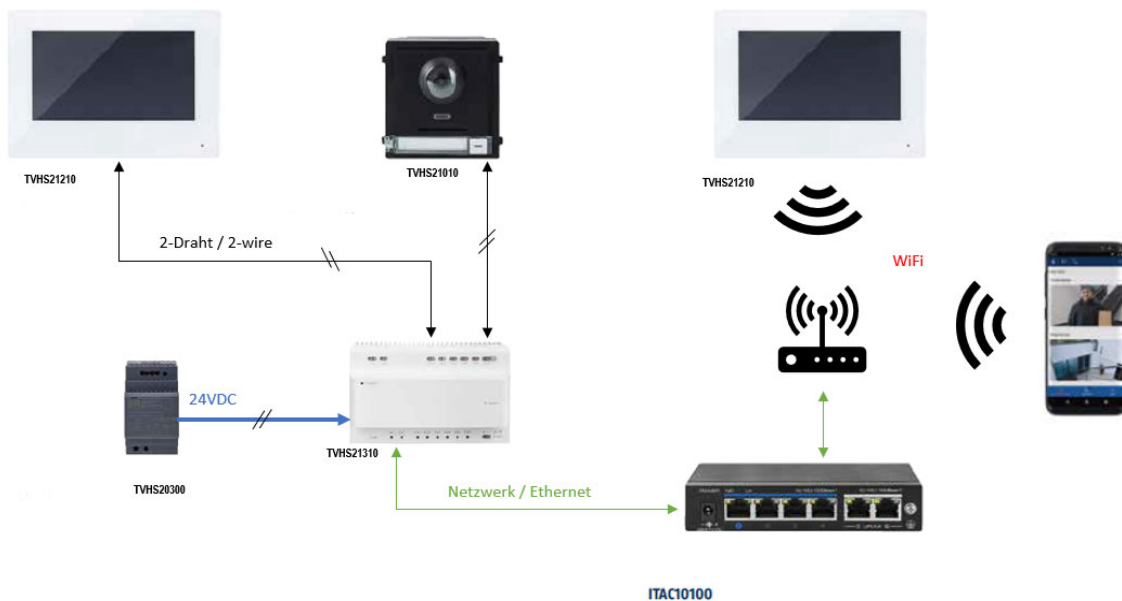 TVHS21210
TVHS21010
TVHS21210
2-Draht / 2-wire
WiFi
24VDC
TVHS21310
TVHS20300
Netzwerk / Ethernet
ITAC10100